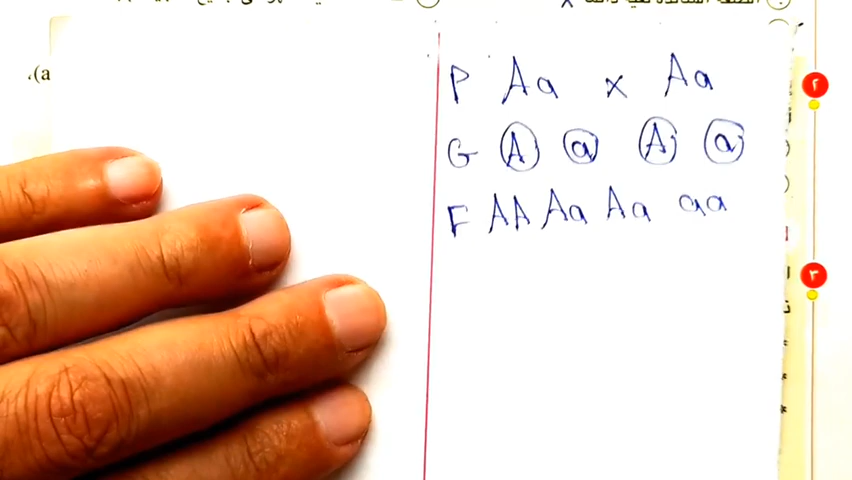 P Aa x Aa
G A a A a
F AA Aa Aa aa
(a
٢
٣